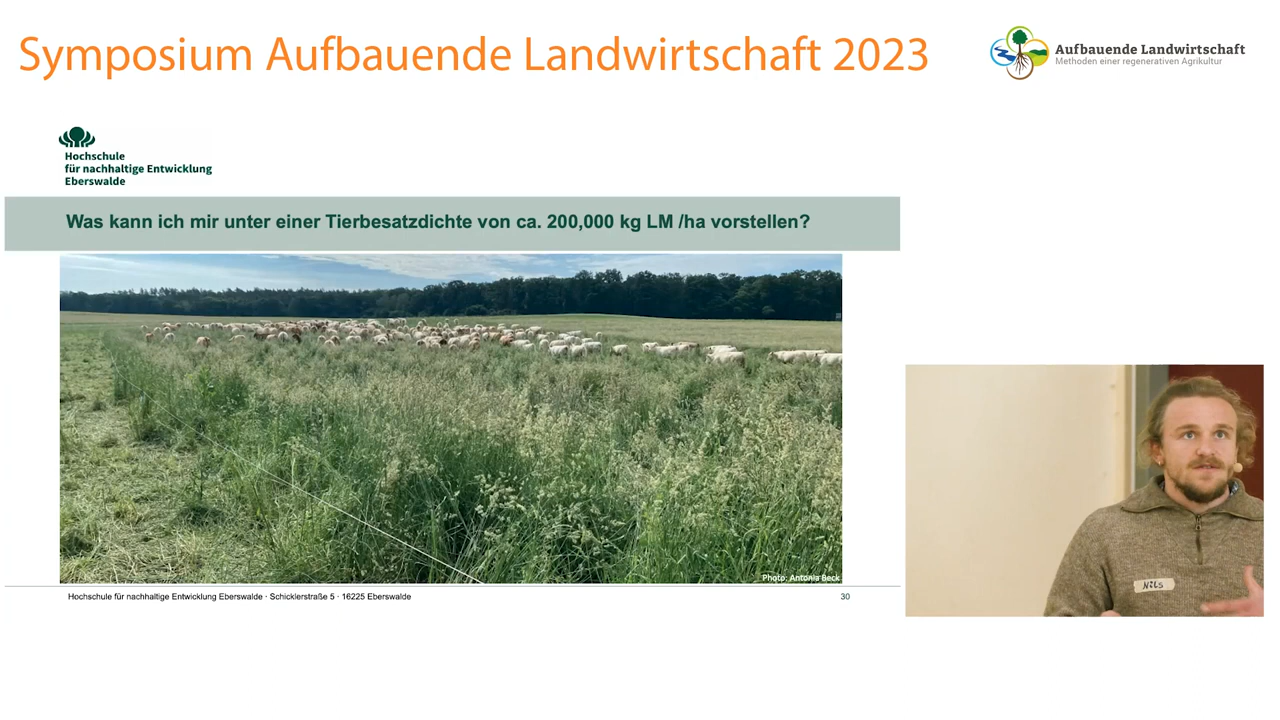 Symposium Aufbauende Landwirtschaft 2023
Aufbauende Landwirtschaft
Methoden einer regenerativen Agrikultur
Hochschule
für nachhaltige Entwicklung
Eberswalde
Was kann ich mir unter einer Tierbesatzdichte von ca. 200,000 kg LM /ha vorstellen?
Photo: Antonia Beck
Hochschule für nachhaltige Entwicklung Eberswalde · Schicklerstraße 5 · 16225 Eberswalde
30
NILS